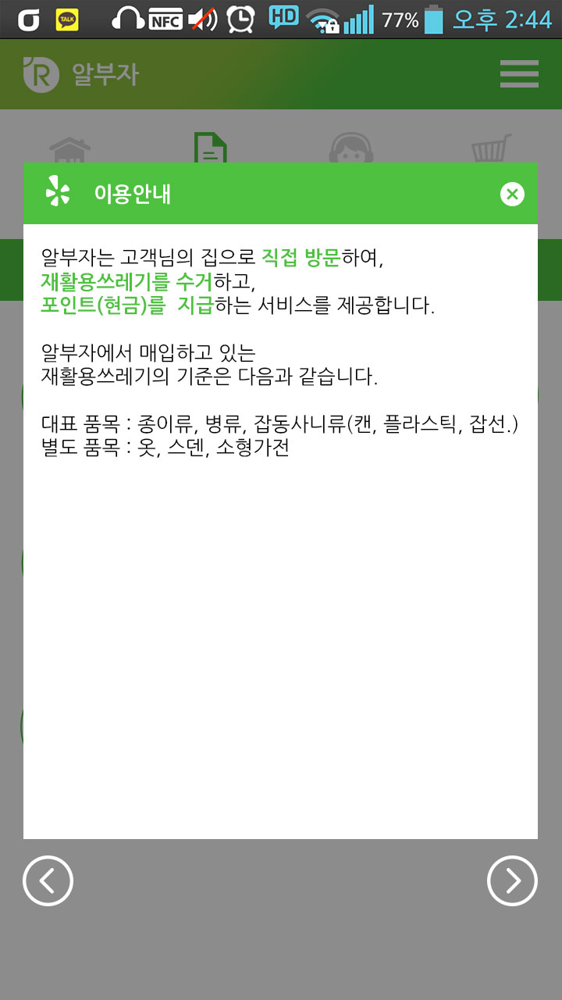 TALK NFC HD 77% 오후 2:44
R 알부자
이용안내
알부자는 고객님의 집으로 직접 방문하여,
재활용쓰레기를 수거하고,
포인트(현금)를 지급하는 서비스를 제공합니다.
알부자에서 매입하고 있는
재활용쓰레기의 기준은 다음과 같습니다.
대표 품목 : 종이류, 병류, 잡동사니류(캔, 플라스틱, 잡선.)
별도 품목 : 옷, 스덴, 소형가전